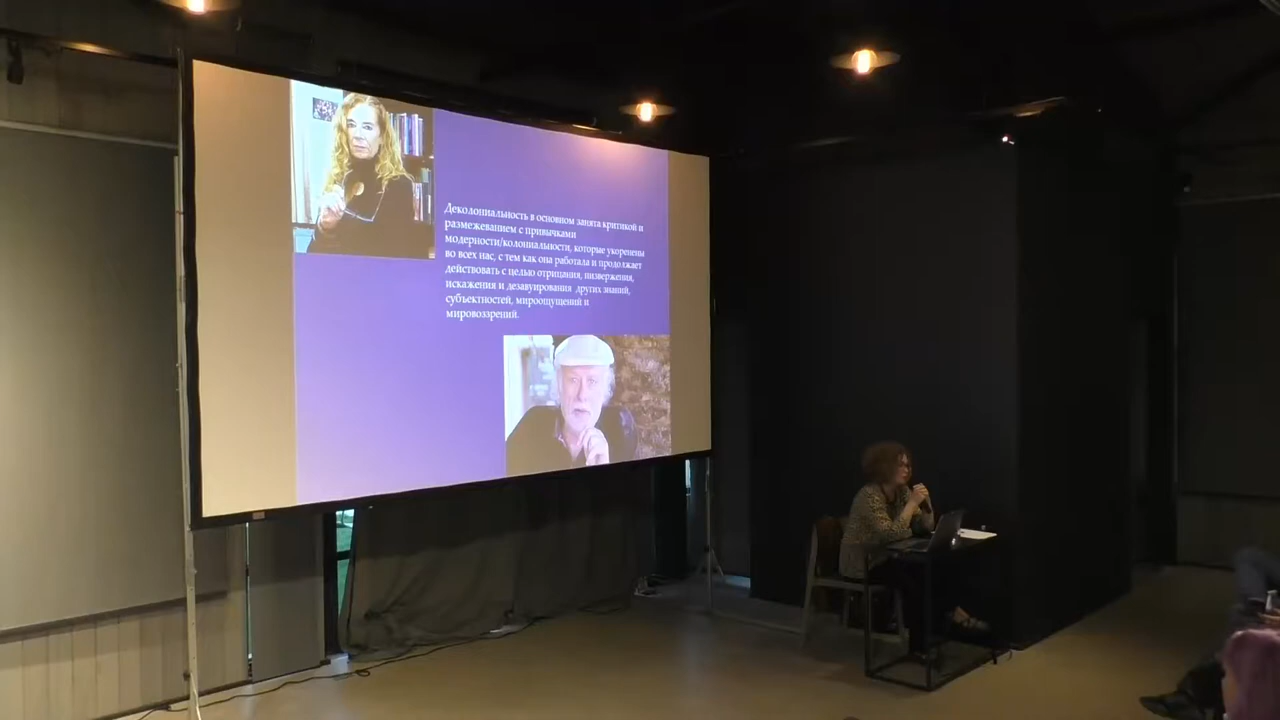 Деколониальность в основном занята критикой и
размежеванием с привычками
модерности/колониальности, которые укоренены
во всех нас, с тем как она работала и продолжает
действовать с целью отрицания, низвержения,
искажения и дезавуирования других знаний,
субъектностей, мироощущений и
мировоззрений.